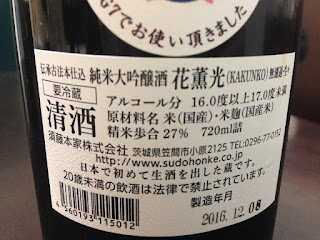 G7でお使い頂きました
伝承古法本仕込 純米大吟醸酒 花薫光(KAKUNKO)無濾過
要冷蔵
清酒
アルコール分 16.0度以上17.0度未満
原材料名 米(国産)・米麹(国産米)
精米歩合27% 720ml詰
須藤本家株式会社 茨城県笠間市小原2125 TEL:0296-77-0152
http://www.sudohonke.co.jp
日本で初めて生酒を出した蔵です。
20歳未満の飲酒は法律で禁止されています。
4 560193 115012
製造年月
2016.12.08